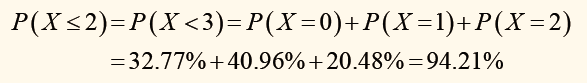 P(X≤2)=P(X<3)=P(X=0)+P(X=1)+P(X=2)
=32.77%+40.96%+20.48%=94.21%